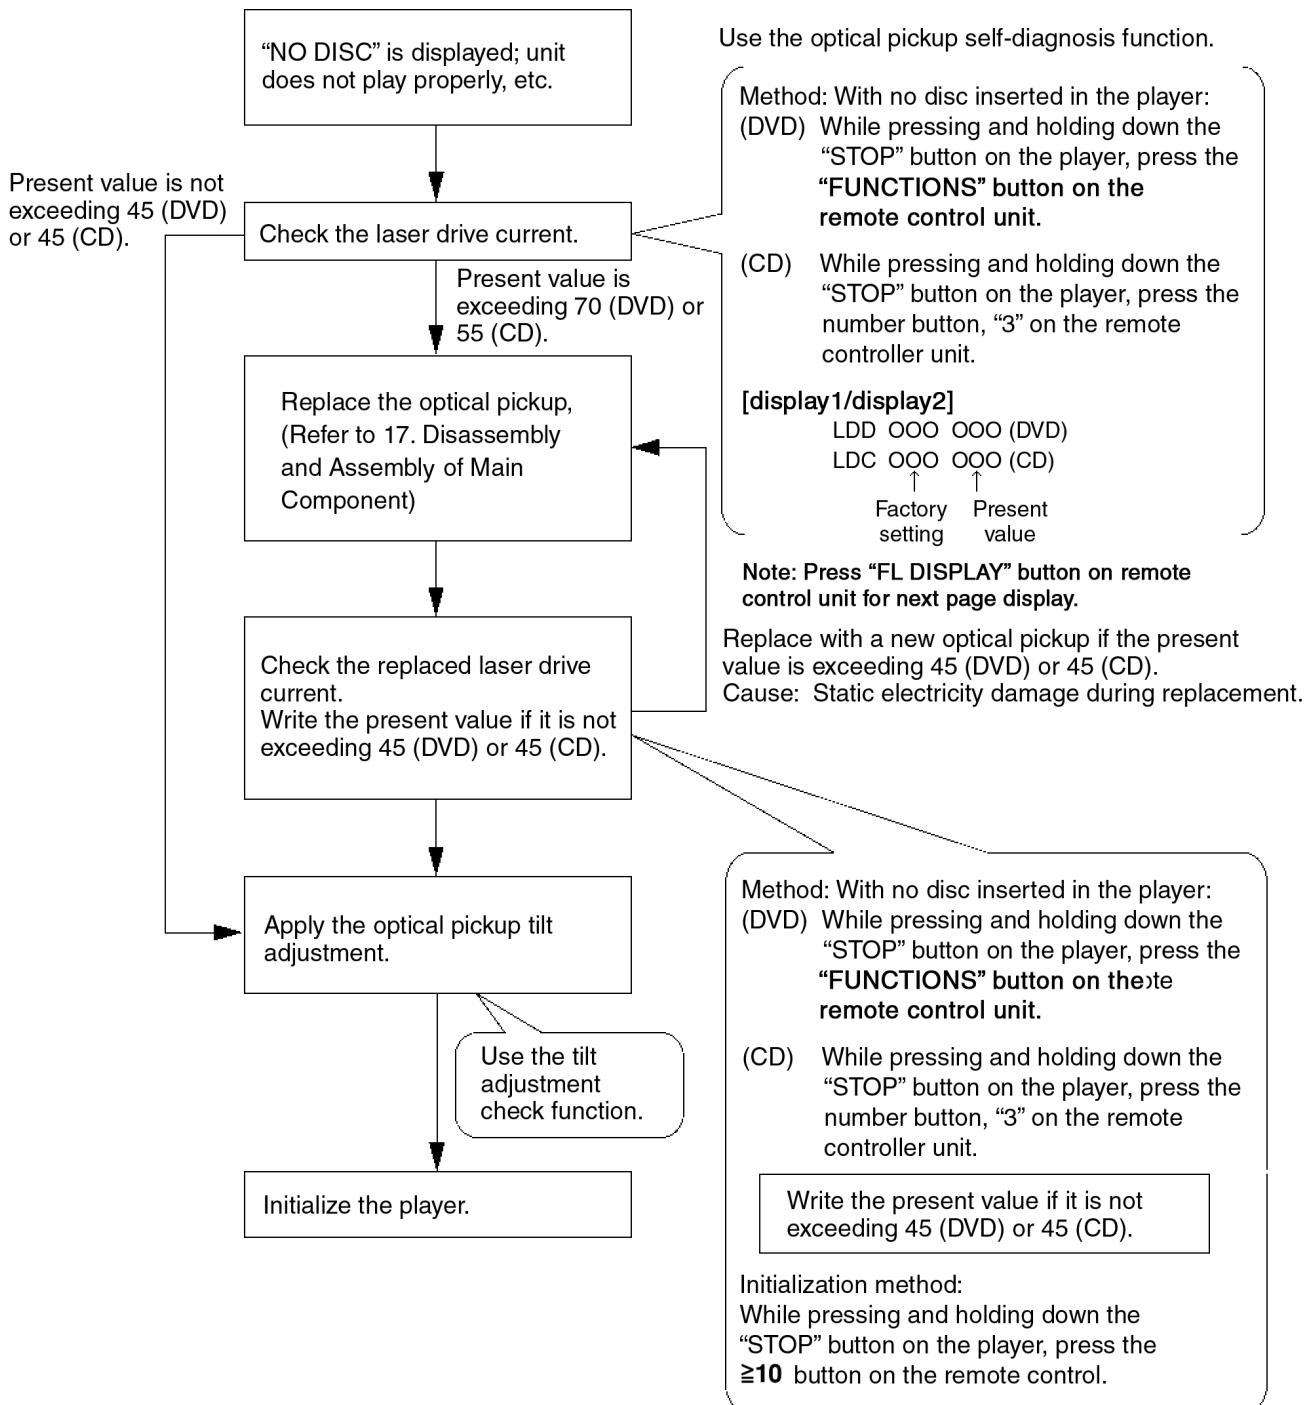 “NO DISC” is displayed; unit
does not play properly, etc.
Present value is not
exceeding 45 (DVD)
or 45 (CD).
Check the laser drive current.
Present value is
exceeding 70 (DVD) or
55 (CD).
Replace the optical pickup,
(Refer to 17. Disassembly
and Assembly of Main
Component)
Check the replaced laser drive
current.
Write the present value if it is not
exceeding 45 (DVD) or 45 (CD).
Apply the optical pickup tilt
adjustment.
Use the tilt
adjustment
check function.
Initialize the player.
Use the optical pickup self-diagnosis function.
Method: With no disc inserted in the player:
(DVD) While pressing and holding down the
“STOP” button on the player, press the
“FUNCTIONS” button on the
remote control unit.
(CD) While pressing and holding down the
“STOP” button on the player, press the
number button, “3” on the remote
controller unit.
[display1/display2]
LDD OOO OOO (DVD)
LDC OOO OOO (CD)
↑ ↑
Factory Present
setting value
Note: Press “FL DISPLAY” button on remote
control unit for next page display.
Replace with a new optical pickup if the present
value is exceeding 45 (DVD) or 45 (CD).
Cause: Static electricity damage during replacement.
Method: With no disc inserted in the player:
(DVD) While pressing and holding down the
“STOP” button on the player, press the
“FUNCTIONS” button on the
remote control unit.
(CD) While pressing and holding down the
“STOP” button on the player, press the
number button, “3” on the remote
controller unit.
Write the present value if it is not
exceeding 45 (DVD) or 45 (CD).
Initialization method:
While pressing and holding down the
“STOP” button on the player, press the
≧10 button on the remote control.